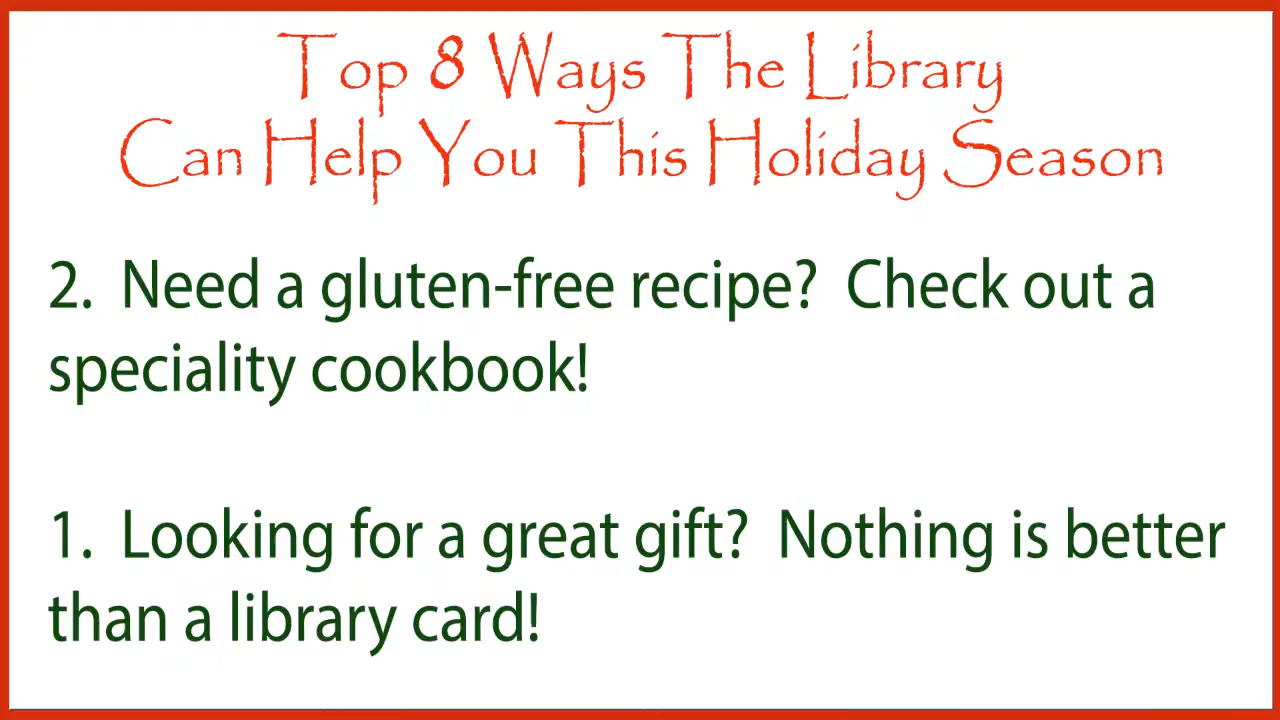 Top 8 Ways The Library
Can Help You This Holiday Season
2. Need a gluten-free recipe? Check out a
speciality cookbook!
1. Looking for a great gift? Nothing is better
than a library card!